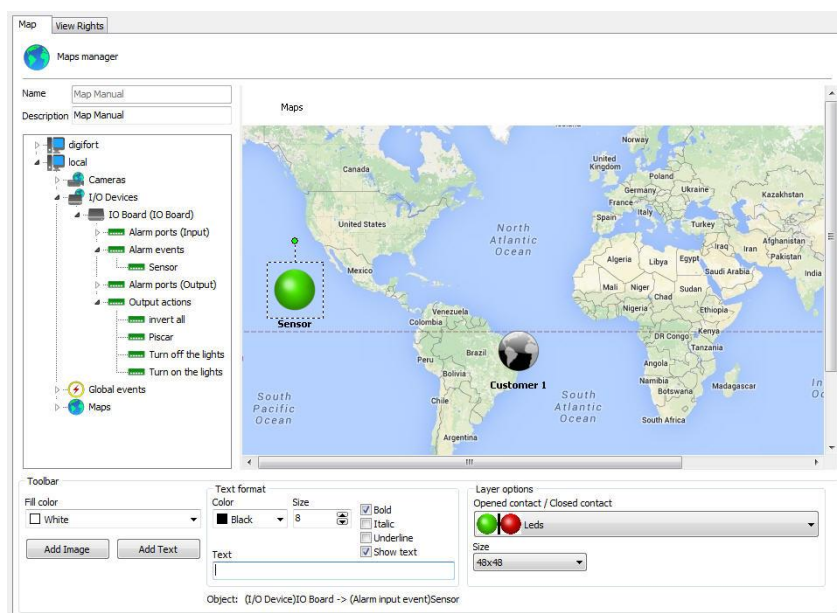 Map
View Rights
Maps manager
Name
Map Manual
Description
Map Manual
digifort
local
Cameras
I/O Devices
IO Board (IO Board)
Alarm ports (Input)
Alarm events
Sensor
Alarm ports (Output)
Output actions
invert all
Piscar
Turn off the lights
Turn on the lights
Global events
Maps
Maps
Norway
Canada
United
Kingdom
Poland
Germany
Ukraine
Kazakhstan
France
Italy
Spain
Turkey
United States
North
Atlantic
Ocean
Iraq
Iran
Afghanistan
Pakistan
Algeria
Libya
Egypt
Saudi Arabia
India
Mexico
Mali
Niger
Chad
Sudan
Sensor
Venezuela
Colombia
Nigeria
Ethiopia
DR Congo
Kenya
Tanzania
Peru
Brazil
Bolivia
Customer 1
Angola
Namibia
Botswana
Madagascar
South
Pacific
Ocean
Chile
South
Atlantic
Ocean
South Africa
In
Oc
Argentina
Toolbar
Fill color
White
Add Image
Add Text
Text format
Color
Black
Size
8
Bold
Italic
Underline
Show text
Text
Layer options
Opened contact / Closed contact
Leds
Size
48x48
Object: (I/O Device)IO Board -> (Alarm input event)Sensor